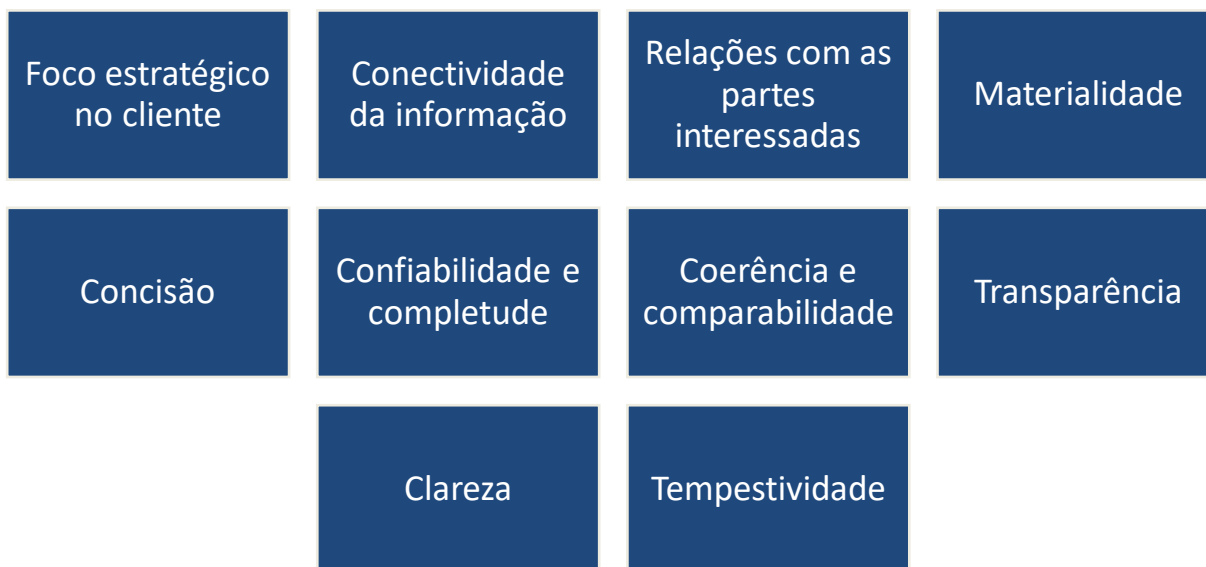 Foco estratégico
no cliente
Conectividade
da informação
Relações com as
partes
interessadas
Materialidade
Concisão
Confiabilidade e
completude
Coerência e
comparabilidade
Transparência
Clareza
Tempestividade